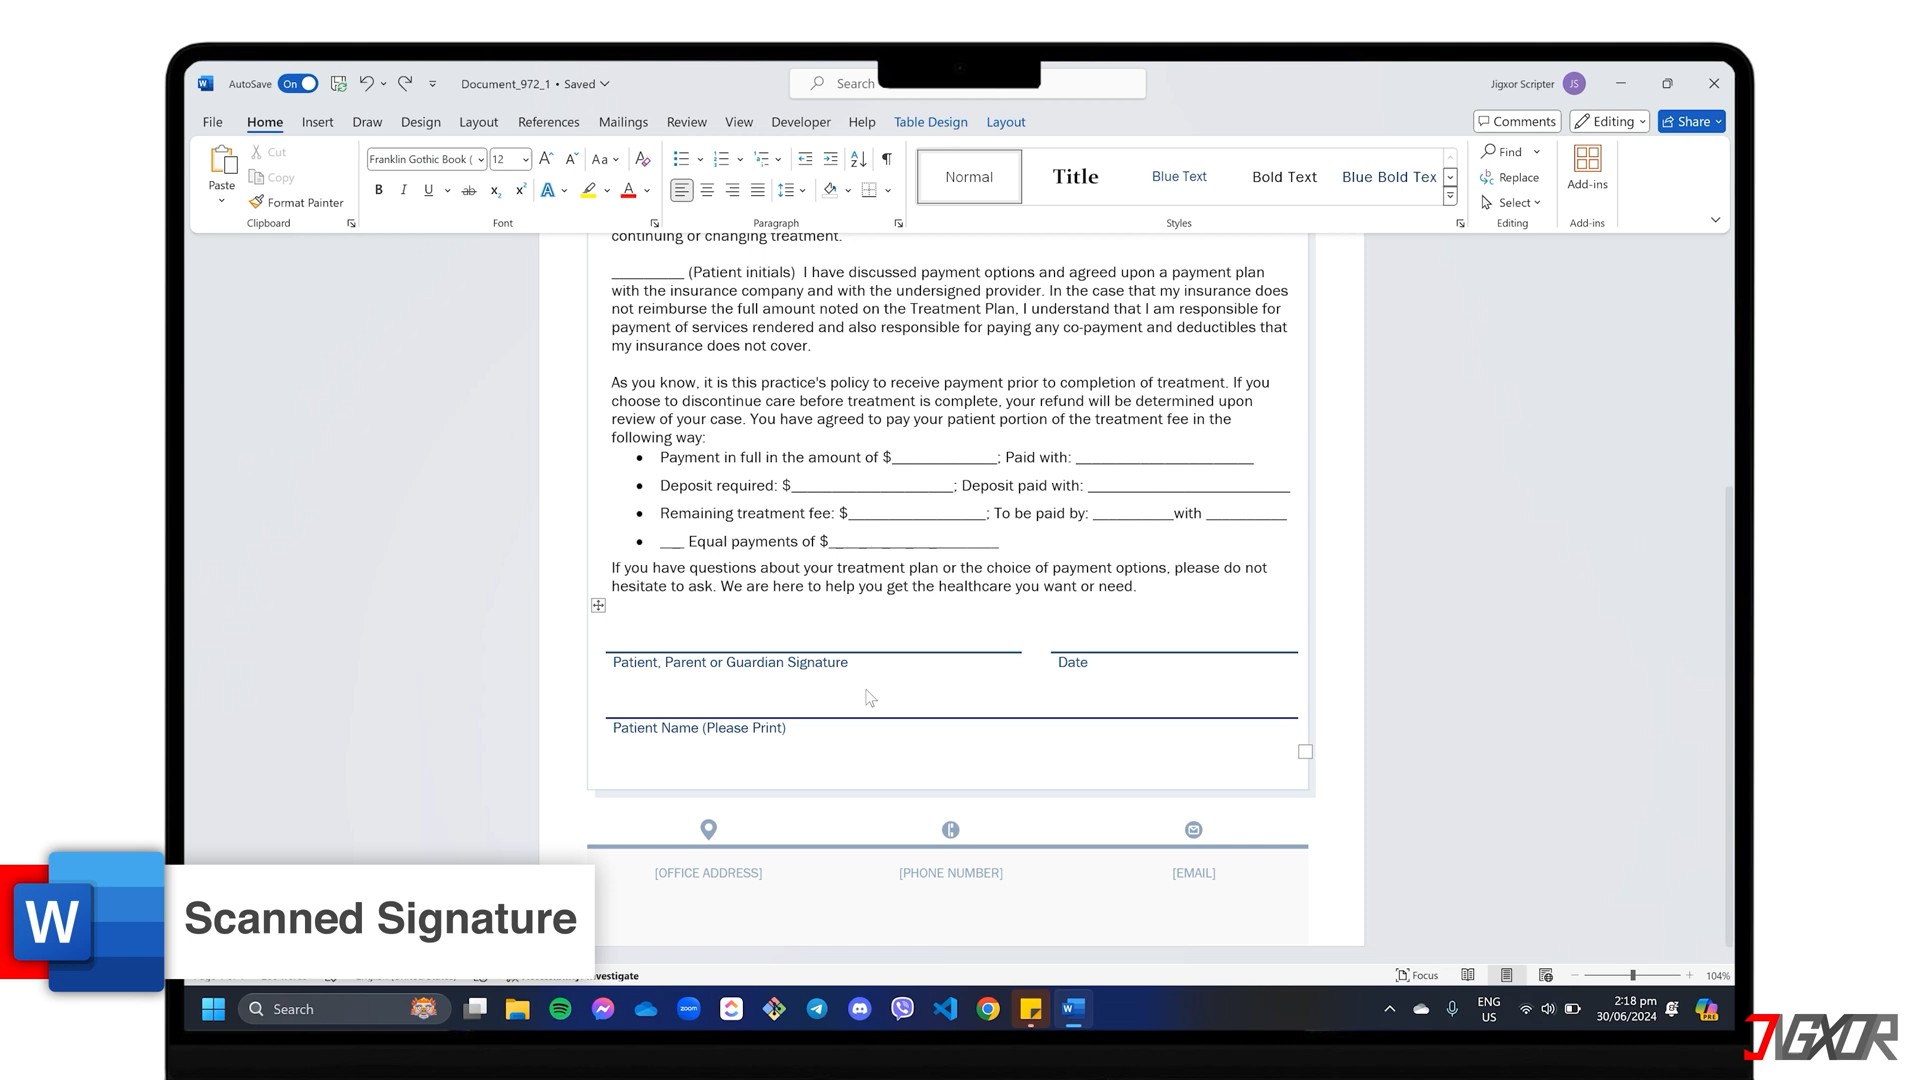 AutoSave On Document_972_1 • Saved Search Jigxor Scripter JS
File Home Insert Draw Design Layout References Mailings Review View Developer Help Table Design Layout Comments Editing Share
Paste Cut Copy Format Painter
Clipboard
Franklin Gothic Book ( 12 Aa
B I U ab x₂ x² A A
Font
Paragraph
Normal Title Blue Text Bold Text Blue Bold Tex
Styles
Find
Replace
Select
Editing
Add-ins
Add-ins
continuing or changing treatment.
_________ (Patient initials) I have discussed payment options and agreed upon a payment plan
with the insurance company and with the undersigned provider. In the case that my insurance does
not reimburse the full amount noted on the Treatment Plan, I understand that I am responsible for
payment of services rendered and also responsible for paying any co-payment and deductibles that
my insurance does not cover.
As you know, it is this practice's policy to receive payment prior to completion of treatment. If you
choose to discontinue care before treatment is complete, your refund will be determined upon
review of your case. You have agreed to pay your patient portion of the treatment fee in the
following way:
• Payment in full in the amount of $_____________; Paid with: ______________________
• Deposit required: $____________________; Deposit paid with: _________________________
• Remaining treatment fee: $_________________; To be paid by: __________with __________
• ___ Equal payments of $_____________________
If you have questions about your treatment plan or the choice of payment options, please do not
hesitate to ask. We are here to help you get the healthcare you want or need.
Patient, Parent or Guardian Signature Date
Patient Name (Please Print)
[OFFICE ADDRESS] [PHONE NUMBER] [EMAIL]
W Scanned Signature
Focus 104%
Search zoom ENG US 2:18 pm 30/06/2024 PRE
JIGXOR